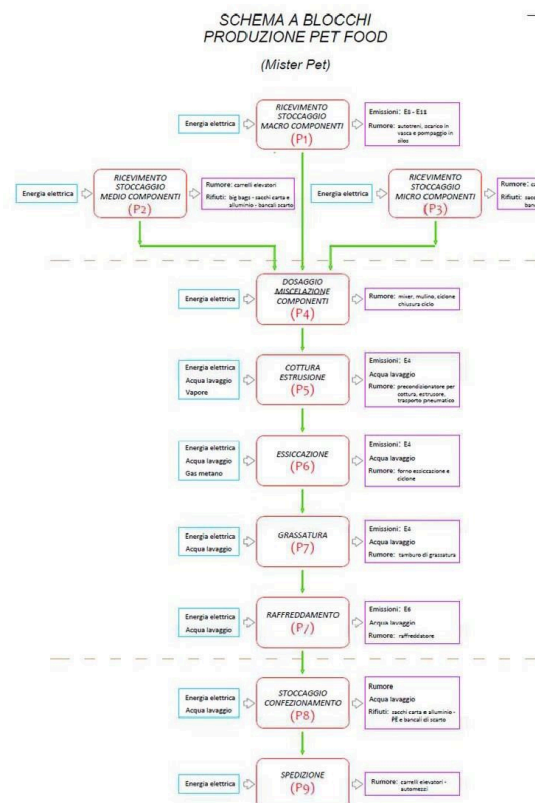 SCHEMA A BLOCCHI
PRODUZIONE PET FOOD
(Mister Pet)
Energia elettrica
RICEVIMENTO
STOCCAGGIO
MACRO COMPONENTI
(P1)
Emissioni: E8 - E11
Rumore: autotreni, scarico in
vasca e pompaggio in
silos
Energia elettrica
RICEVIMENTO
STOCCAGGIO
MEDIO COMPONENTI
(P2)
Rumore: carrelli elevatori
Rifiuti: big bags - sacchi carta e
alluminio - bancali scarto
Energia elettrica
RICEVIMENTO
STOCCAGGIO
MICRO COMPONENTI
(P3)
Rumore:
Rifiuti:
Energia elettrica
DOSAGGIO
MISCELAZIONE
COMPONENTI
(P4)
Rumore: mixer, mulino, ciclone
chiusura ciclo
Energia elettrica
Acqua lavaggio
Vapore
COTTURA
ESTRUSIONE
(P5)
Emissioni: E4
Acqua lavaggio
Rumore: precondizionatore per
cottura, estrusore,
trasporto pneumatico
Energia elettrica
Acqua lavaggio
Gas metano
ESSICCAZIONE
(P6)
Emissioni: E4
Acqua lavaggio
Rumore: forno essiccazione e
ciclone
Energia elettrica
Acqua lavaggio
GRASSATURA
(P7)
Emissioni: E4
Acqua lavaggio
Rumore: tamburo di grassatura
Energia elettrica
Acqua lavaggio
RAFFREDDAMENTO
(P/)
Emissioni: E6
Acqua lavaggio
Rumore: raffreddatore
Energia elettrica
Acqua lavaggio
STOCCAGGIO
CONFEZIONAMENTO
(P8)
Rumore
Acqua lavaggio
Rifiuti: sacchi carta e alluminio -
PE e bancali di scarto
Energia elettrica
SPEDIZIONE
(P9)
Rumore: carrelli elevatori -
automezzi